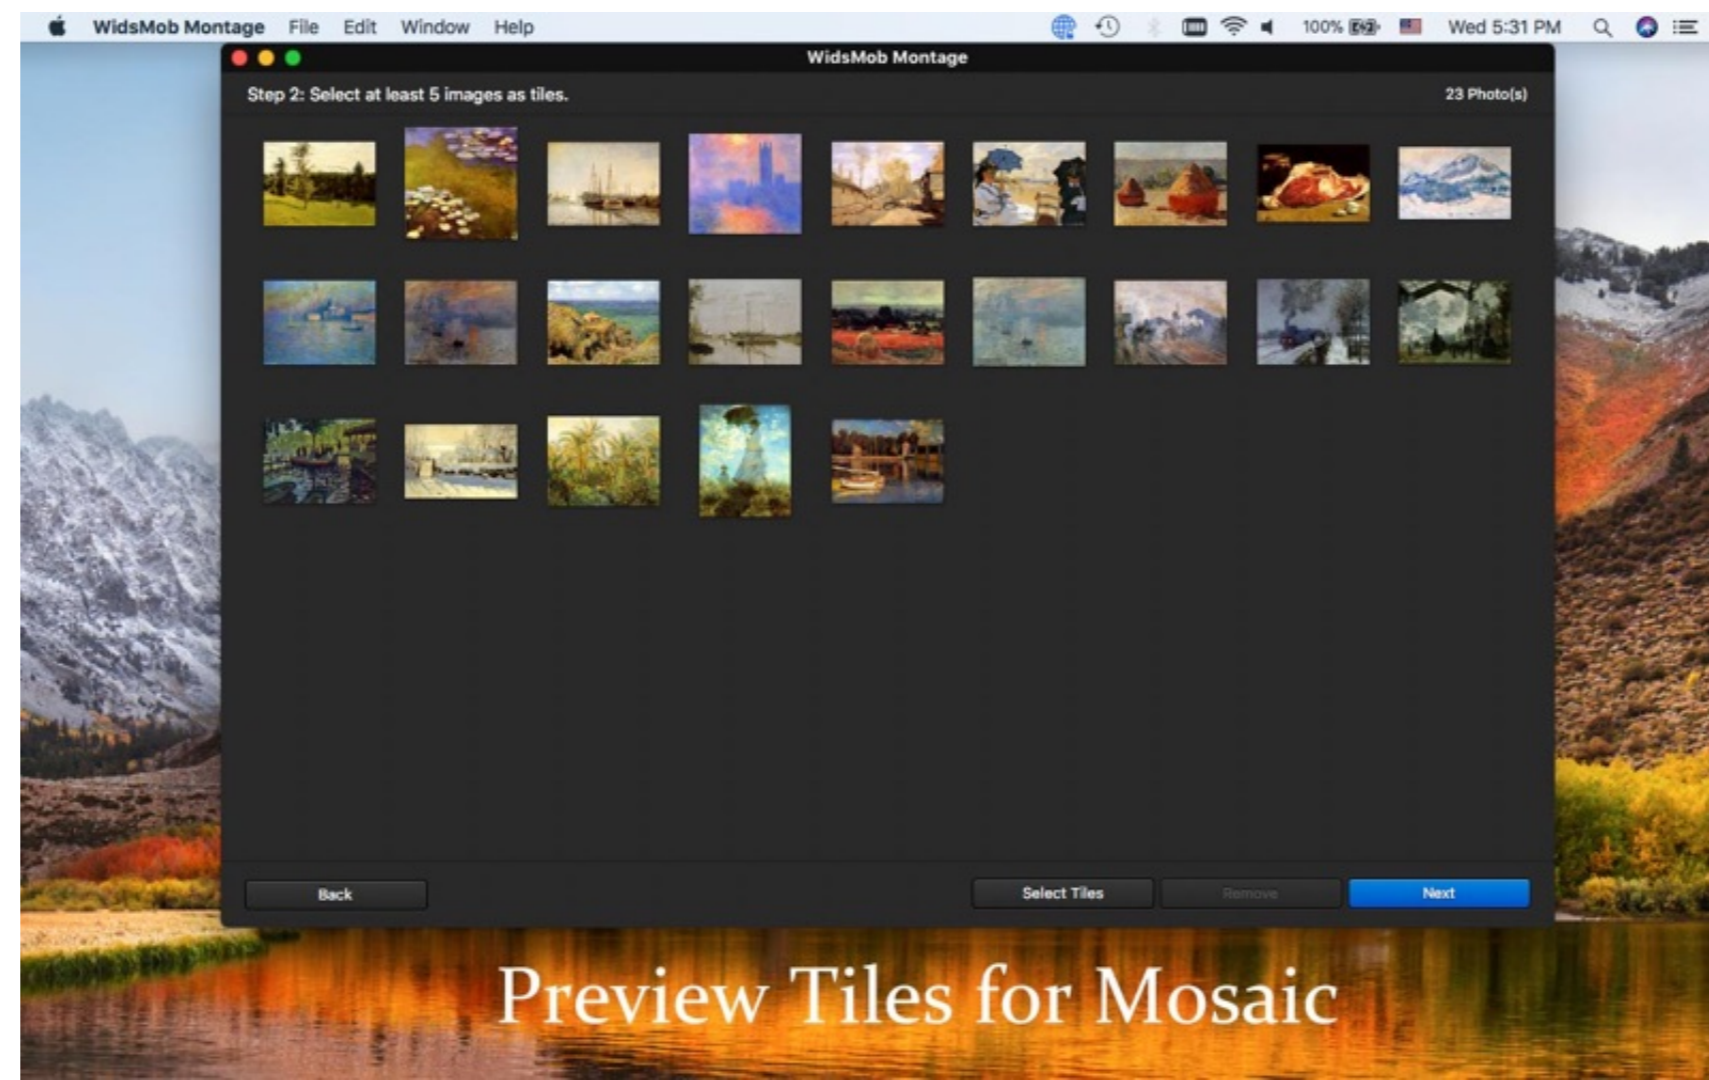 WidsMob Montage File Edit Window Help 100% Wed 5:31 PM
WidsMob Montage
Step 2: Select at least 5 images as tiles. 23 Photo(s)
Back Select Tiles Remove Next
Preview Tiles for Mosaic